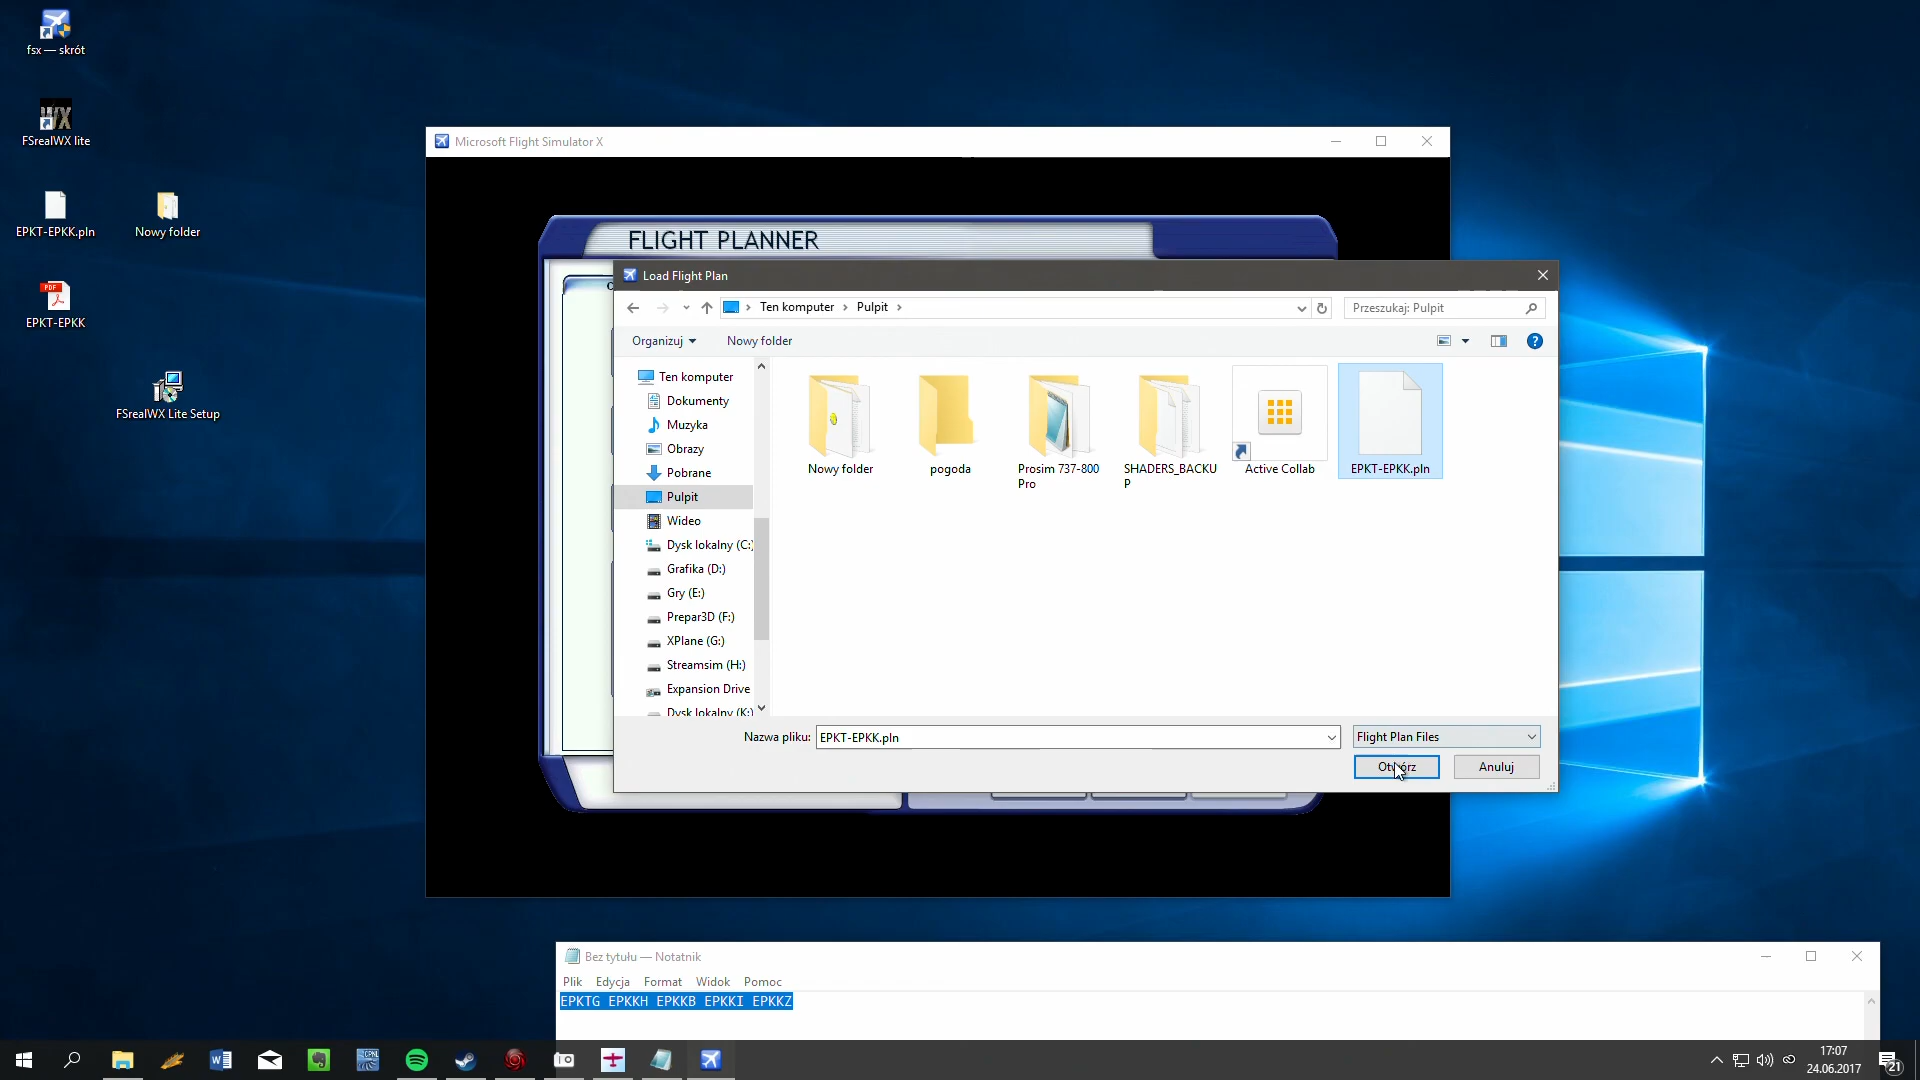 fsx — skrót
FSrealWX lite
EPKT-EPKK.pln
Nowy folder
EPKT-EPKK
FSrealWX Lite Setup
Microsoft Flight Simulator X
FLIGHT PLANNER
Load Flight Plan
Ten komputer
Pulpit
Przeszukaj: Pulpit
Organizuj
Nowy folder
Ten komputer
Dokumenty
Muzyka
Obrazy
Pobrane
Pulpit
Wideo
Dysk lokalny (C:)
Grafika (D:)
Gry (E:)
Prepar3D (F:)
XPlane (G:)
Streamsim (H:)
Expansion Drive
Dysk lokalny (K:)
Nowy folder
pogoda
Prosim 737-800
Pro
SHADERS_BACKU
P
Active Collab
EPKT-EPKK.pln
Nazwa pliku:
EPKT-EPKK.pln
Flight Plan Files
Otwórz
Anuluj
Bez tytułu — Notatnik
Plik Edycja Format Widok Pomoc
EPKTG EPKKH EPKKB EPKKI EPKKZ
17:07
24.06.2017
21